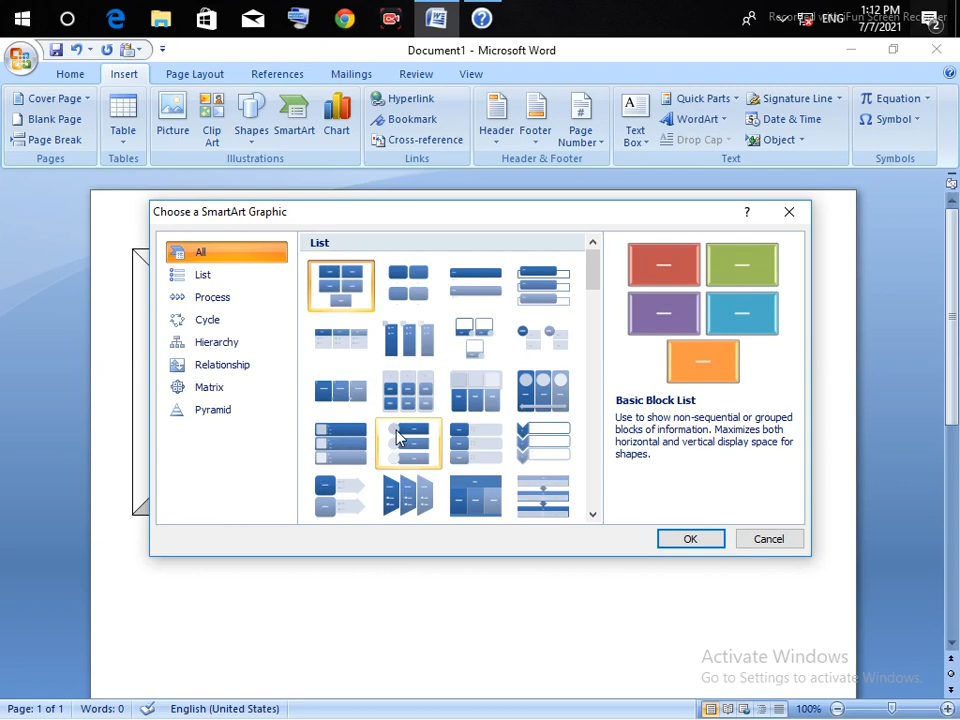 1:12 PM
Recorded with iFun Screen Recorder
ENG
7/7/2021
2
Document1 - Microsoft Word
Home Insert Page Layout References Mailings Review View
Cover Page
Blank Page
Page Break
Pages
Table
Tables
Picture
Clip Art
Shapes
SmartArt
Chart
Illustrations
Hyperlink
Bookmark
Cross-reference
Links
Header
Footer
Page Number
Header & Footer
Text Box
Quick Parts
WordArt
Drop Cap
Signature Line
Date & Time
Object
Text
Equation
Symbol
Symbols
Choose a SmartArt Graphic
All
List
Process
Cycle
Hierarchy
Relationship
Matrix
Pyramid
List
Basic Block List
Use to show non-sequential or grouped
blocks of information. Maximizes both
horizontal and vertical display space for
shapes.
OK
Cancel
Activate Windows
Go to Settings to activate Windows.
Page: 1 of 1 Words: 0 English (United States) 100%